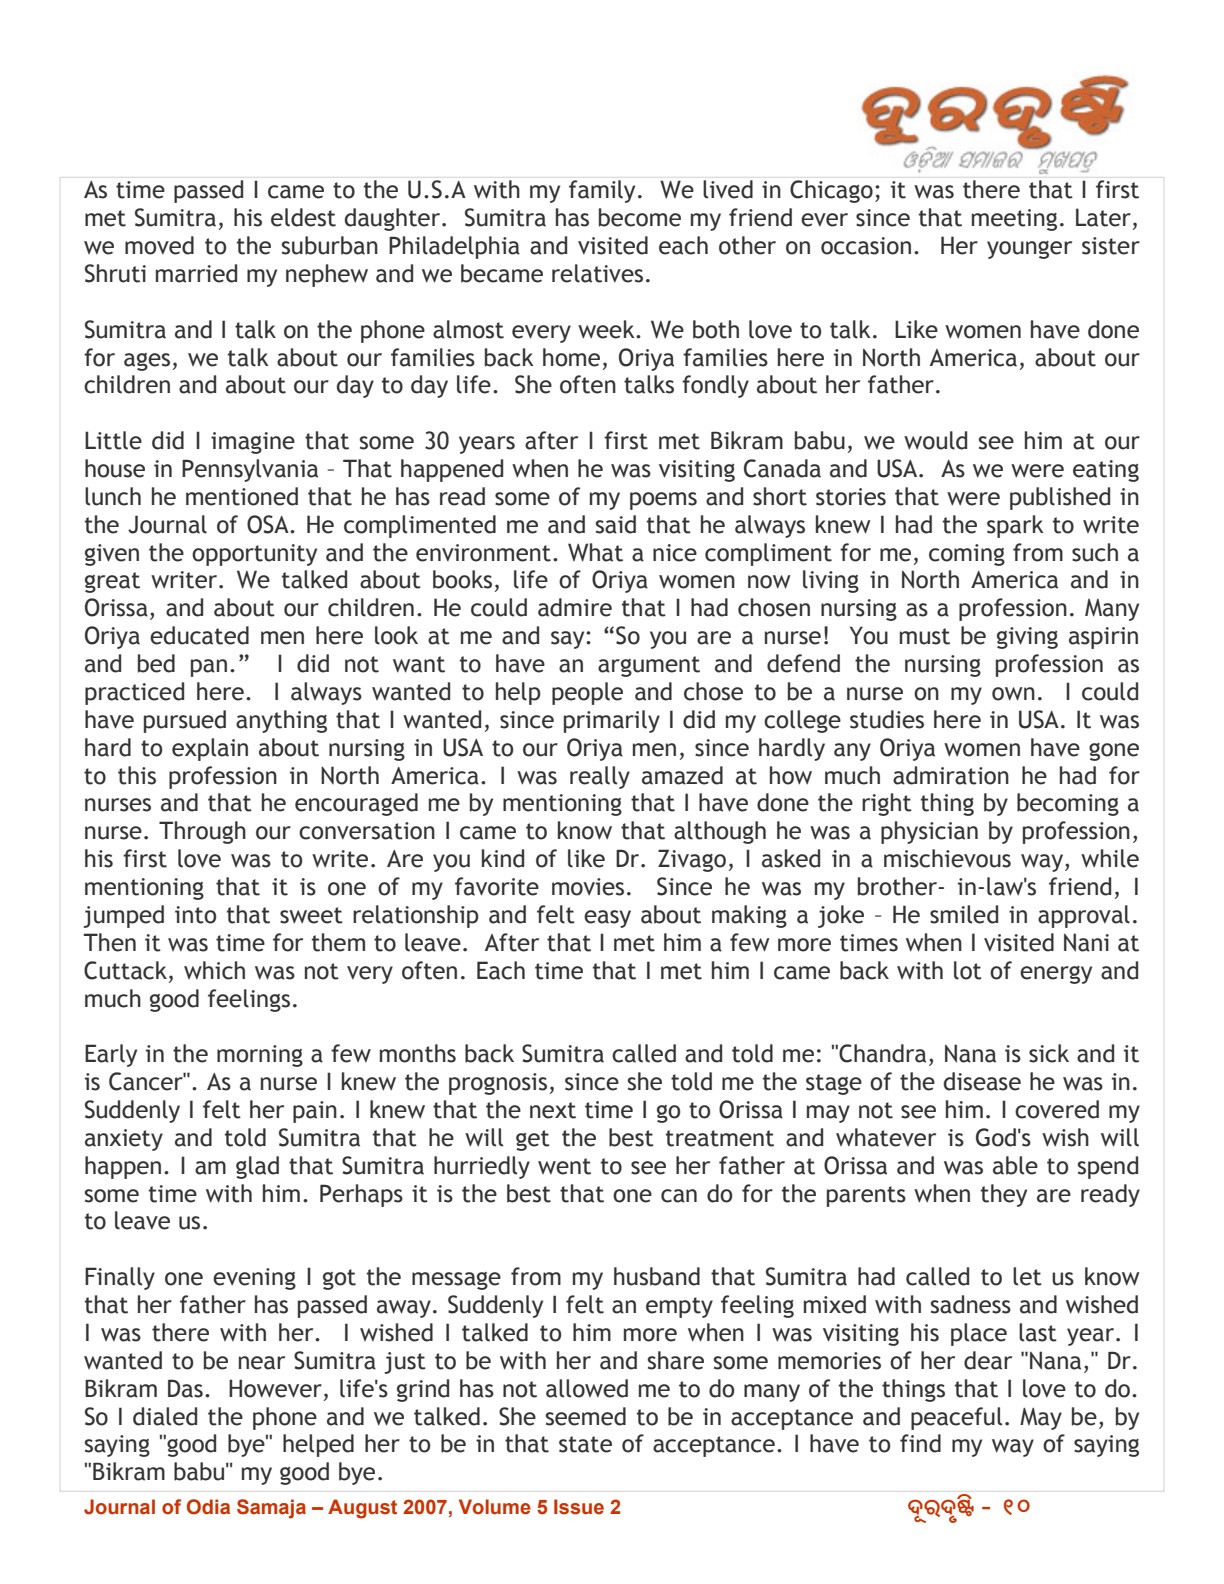 ଦୁରଦୃଷ୍ଟି
ଓଡ଼ିଆ ସମାଜର ମୁଖପତ୍ର
As time passed I came to the U.S.A with my family. We lived in Chicago; it was there that I first
met Sumitra, his eldest daughter. Sumitra has become my friend ever since that meeting. Later,
we moved to the suburban Philadelphia and visited each other on occasion. Her younger sister
Shruti married my nephew and we became relatives.
Sumitra and I talk on the phone almost every week. We both love to talk. Like women have done
for ages, we talk about our families back home, Oriya families here in North America, about our
children and about our day to day life. She often talks fondly about her father.
Little did I imagine that some 30 years after I first met Bikram babu, we would see him at our
house in Pennsylvania - That happened when he was visiting Canada and USA. As we were eating
lunch he mentioned that he has read some of my poems and short stories that were published in
the Journal of OSA. He complimented me and said that he always knew I had the spark to write
given the opportunity and the environment. What a nice compliment for me, coming from such a
great writer. We talked about books, life of Oriya women now living in North America and in
Orissa, and about our children. He could admire that I had chosen nursing as a profession. Many
Oriya educated men here look at me and say: “So you are a nurse! You must be giving aspirin
and bed pan.” I did not want to have an argument and defend the nursing profession as
practiced here. I always wanted to help people and chose to be a nurse on my own. I could
have pursued anything that I wanted, since primarily I did my college studies here in USA. It was
hard to explain about nursing in USA to our Oriya men, since hardly any Oriya women have gone
to this profession in North America. I was really amazed at how much admiration he had for
nurses and that he encouraged me by mentioning that I have done the right thing by becoming a
nurse. Through our conversation I came to know that although he was a physician by profession,
his first love was to write. Are you kind of like Dr. Zivago, I asked in a mischievous way, while
mentioning that it is one of my favorite movies. Since he was my brother- in-law's friend, I
jumped into that sweet relationship and felt easy about making a joke – He smiled in approval.
Then it was time for them to leave. After that I met him a few more times when I visited Nani at
Cuttack, which was not very often. Each time that I met him I came back with lot of energy and
much good feelings.
Early in the morning a few months back Sumitra called and told me: "Chandra, Nana is sick and it
is Cancer". As a nurse I knew the prognosis, since she told me the stage of the disease he was in.
Suddenly I felt her pain. I knew that the next time I go to Orissa I may not see him. I covered my
anxiety and told Sumitra that he will get the best treatment and whatever is God's wish will
happen. I am glad that Sumitra hurriedly went to see her father at Orissa and was able to spend
some time with him. Perhaps it is the best that one can do for the parents when they are ready
to leave us.
Finally one evening I got the message from my husband that Sumitra had called to let us know
that her father has passed away. Suddenly I felt an empty feeling mixed with sadness and wished
I was there with her. I wished I talked to him more when I was visiting his place last year. I
wanted to be near Sumitra just to be with her and share some memories of her dear "Nana," Dr.
Bikram Das. However, life's grind has not allowed me to do many of the things that I love to do.
So I dialed the phone and we talked. She seemed to be in acceptance and peaceful. May be, by
saying "good bye" helped her to be in that state of acceptance. I have to find my way of saying
"Bikram babu" my good bye.
Journal of Odia Samaja – August 2007, Volume 5 Issue 2 ଦୂରଦୃଷ୍ଟି - ୧୦